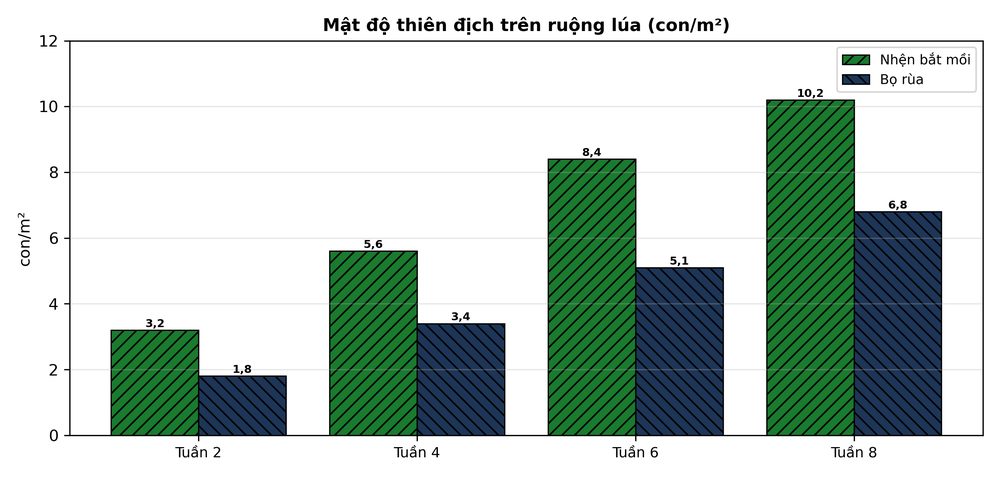 Mật độ thiên địch trên ruộng lúa (con/m²)
con/m²
12
10
8
6
4
2
0
Nhện bắt mồi
Bọ rùa
3,2
1,8
5,6
3,4
8,4
5,1
10,2
6,8
Tuần 2
Tuần 4
Tuần 6
Tuần 8